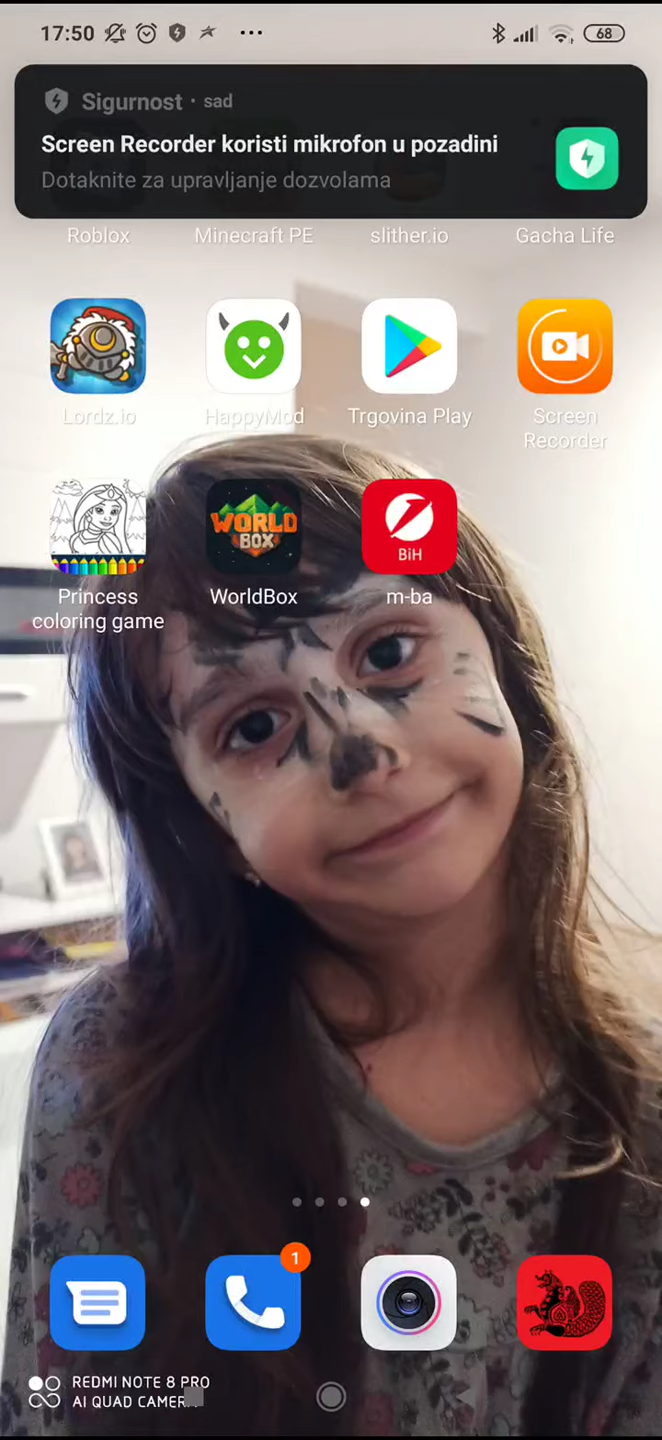 17:50
68
Sigurnost · sad
Screen Recorder koristi mikrofon u pozadini
Dotaknite za upravljanje dozvolama
Roblox Minecraft PE slither.io Gacha Life
Lordz.io HappyMod Trgovina Play Screen Recorder
WORLD BOX
BiH
Princess coloring game WorldBox m-ba
1
REDMI NOTE 8 PRO
AI QUAD CAMERA